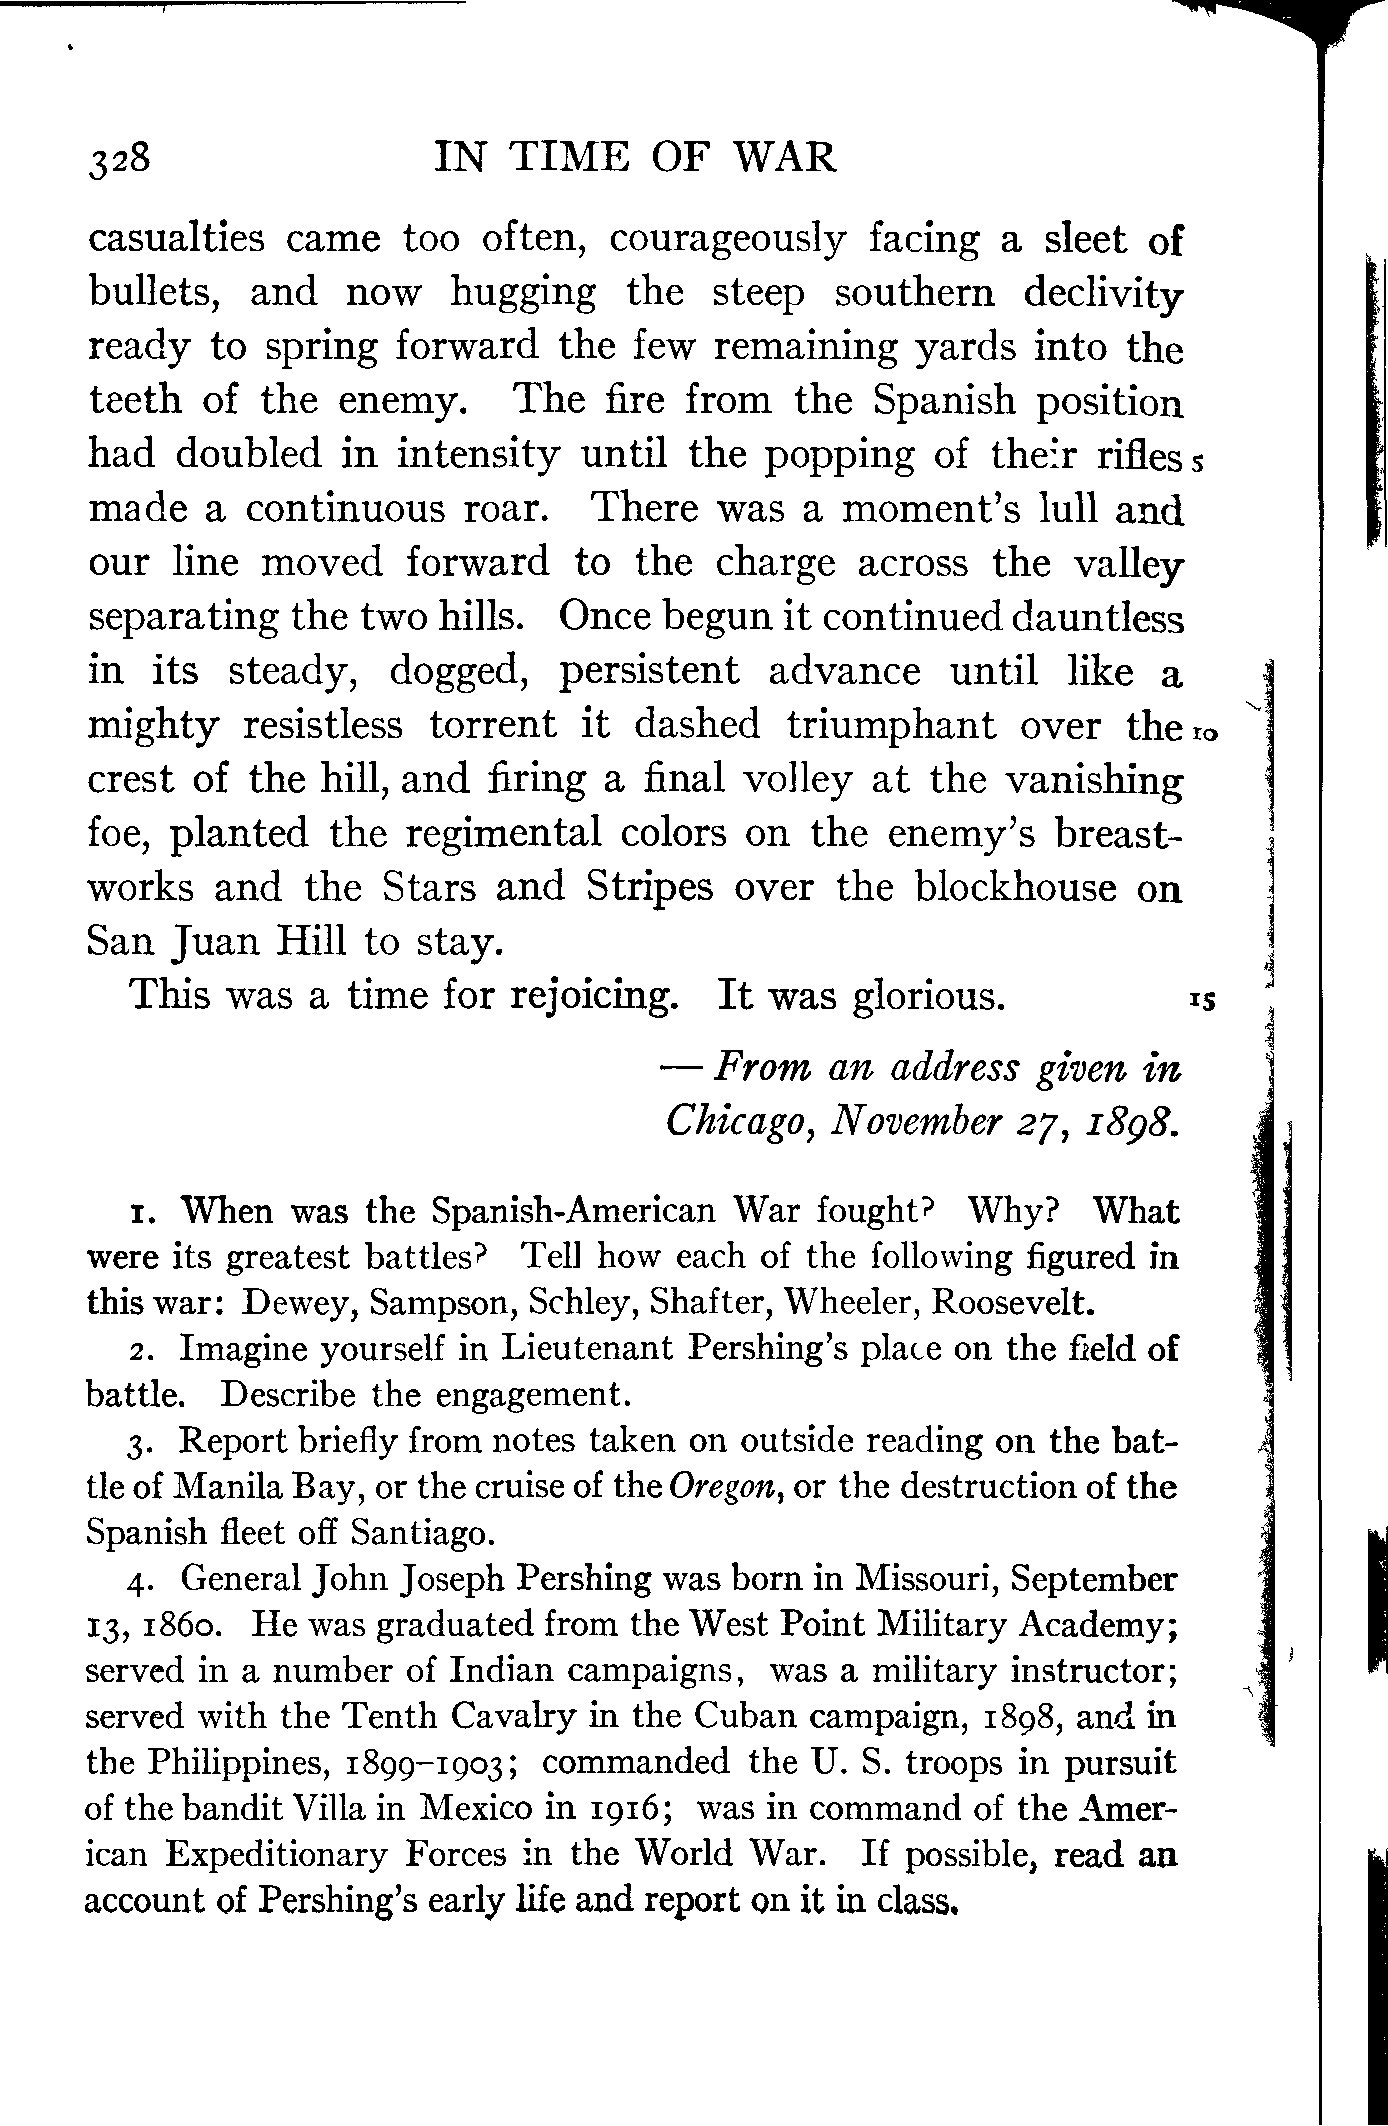 328 IN TIME OF WAR
casualties came too often, courageously facing a sleet of
bullets, and now hugging the steep southern declivity
ready to spring forward the few remaining yards into the
teeth of the enemy. The fire from the Spanish position
had doubled in intensity until the popping of their rifles 5
made a continuous roar. There was a moment's lull and
our line moved forward to the charge across the valley
separating the two hills. Once begun it continued dauntless
in its steady, dogged, persistent advance until like a
mighty resistless torrent it dashed triumphant over the 10
crest of the hill, and firing a final volley at the vanishing
foe, planted the regimental colors on the enemy's breast-
works and the Stars and Stripes over the blockhouse on
San Juan Hill to stay.
This was a time for rejoicing. It was glorious. 15
— From an address given in
Chicago, November 27, 1898.
1. When was the Spanish-American War fought? Why? What
were its greatest battles? Tell how each of the following figured in
this war: Dewey, Sampson, Schley, Shafter, Wheeler, Roosevelt.
2. Imagine yourself in Lieutenant Pershing's place on the field of
battle. Describe the engagement.
3. Report briefly from notes taken on outside reading on the bat-
tle of Manila Bay, or the cruise of the Oregon, or the destruction of the
Spanish fleet off Santiago.
4. General John Joseph Pershing was born in Missouri, September
13, 1860. He was graduated from the West Point Military Academy;
served in a number of Indian campaigns, was a military instructor;
served with the Tenth Cavalry in the Cuban campaign, 1898, and in
the Philippines, 1899–1903; commanded the U. S. troops in pursuit
of the bandit Villa in Mexico in 1916; was in command of the Amer-
ican Expeditionary Forces in the World War. If possible, read an
account of Pershing's early life and report on it in class.